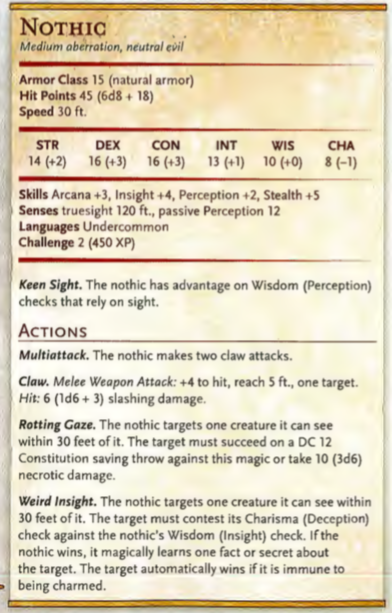 NOTHIC
Medium aberration, neutral evil
Armor Class 15 (natural armor)
Hit Points 45 (6d8 + 18)
Speed 30 ft.
STR DEX CON INT WIS CHA
14 (+2) 16 (+3) 16 (+3) 13 (+1) 10 (+0) 8 (−1)
Skills Arcana +3, Insight +4, Perception +2, Stealth +5
Senses truesight 120 ft., passive Perception 12
Languages Undercommon
Challenge 2 (450 XP)
Keen Sight. The nothic has advantage on Wisdom (Perception)
checks that rely on sight.
ACTIONS
Multiattack. The nothic makes two claw attacks.
Claw. Melee Weapon Attack: +4 to hit, reach 5 ft., one target.
Hit: 6 (1d6 + 3) slashing damage.
Rotting Gaze. The nothic targets one creature it can see
within 30 feet of it. The target must succeed on a DC 12
Constitution saving throw against this magic or take 10 (3d6)
necrotic damage.
Weird Insight. The nothic targets one creature it can see within
30 feet of it. The target must contest its Charisma (Deception)
check against the nothic's Wisdom (Insight) check. If the
nothic wins, it magically learns one fact or secret about
the target. The target automatically wins if it is immune to
being charmed.